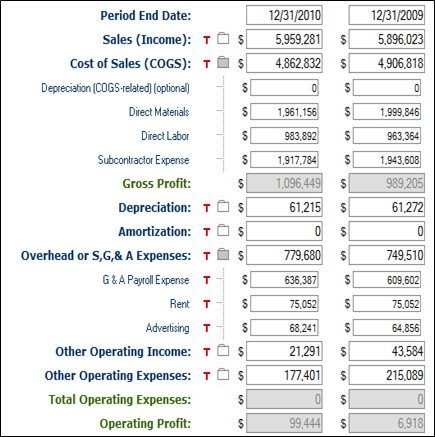 Period End Date: 12/31/2010 12/31/2009
Sales (Income): T $ 5,959,281 $ 5,896,023
Cost of Sales (COGS): T $ 4,862,832 $ 4,906,818
Depreciation (COGS-related) (optional) $ 0 $ 0
Direct Materials $ 1,961,156 $ 1,999,846
Direct Labor $ 983,892 $ 963,364
Subcontractor Expense $ 1,917,784 $ 1,943,608
Gross Profit: $ 1,096,449 $ 989,205
Depreciation: T $ 61,215 $ 61,272
Amortization: T $ 0 $ 0
Overhead or S,G,& A Expenses: T $ 779,680 $ 749,510
G & A Payroll Expense T $ 636,387 $ 609,602
Rent T $ 75,052 $ 75,052
Advertising T $ 68,241 $ 64,856
Other Operating Income: T $ 21,291 $ 43,584
Other Operating Expenses: T $ 177,401 $ 215,089
Total Operating Expenses: $ 0 $ 0
Operating Profit: $ 99,444 $ 6,918